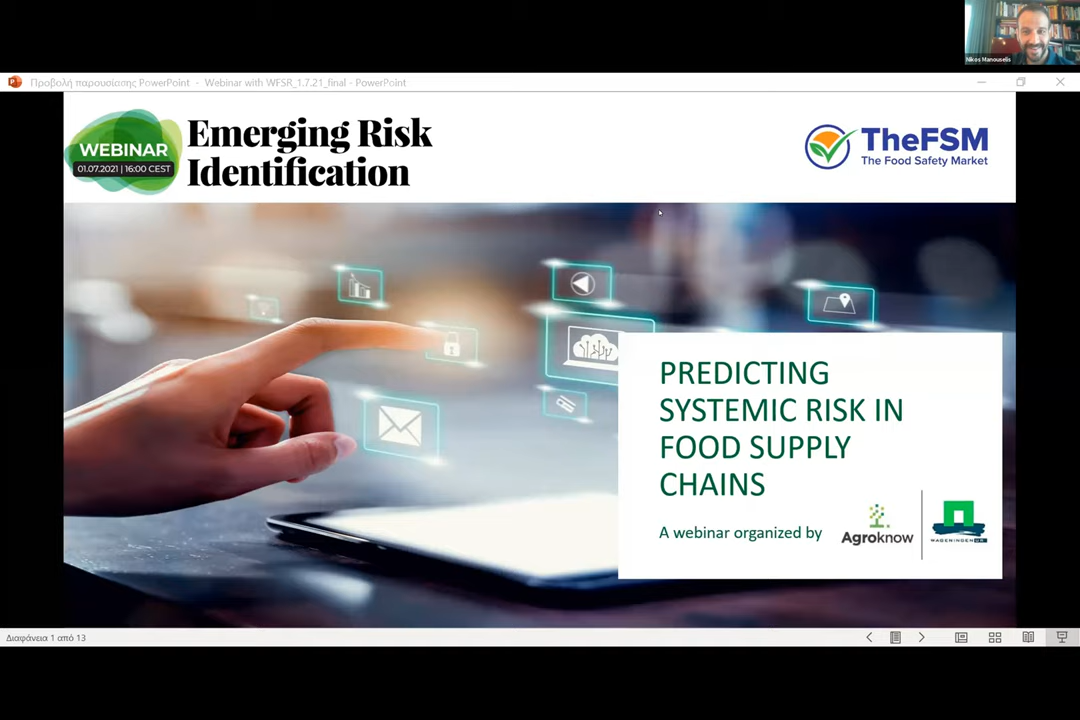 Nikos Manouselis
Προβολή παρουσίασης PowerPoint - Webinar with WFSR_1.7.21_final - PowerPoint
WEBINAR
01.07.2021 | 16:00 CEST
Emerging Risk
Identification
TheFSM
The Food Safety Market
PREDICTING
SYSTEMIC RISK IN
FOOD SUPPLY
CHAINS
A webinar organized by
Agroknow
WAGENINGEN UR
Διαφάνεια 1 από 13